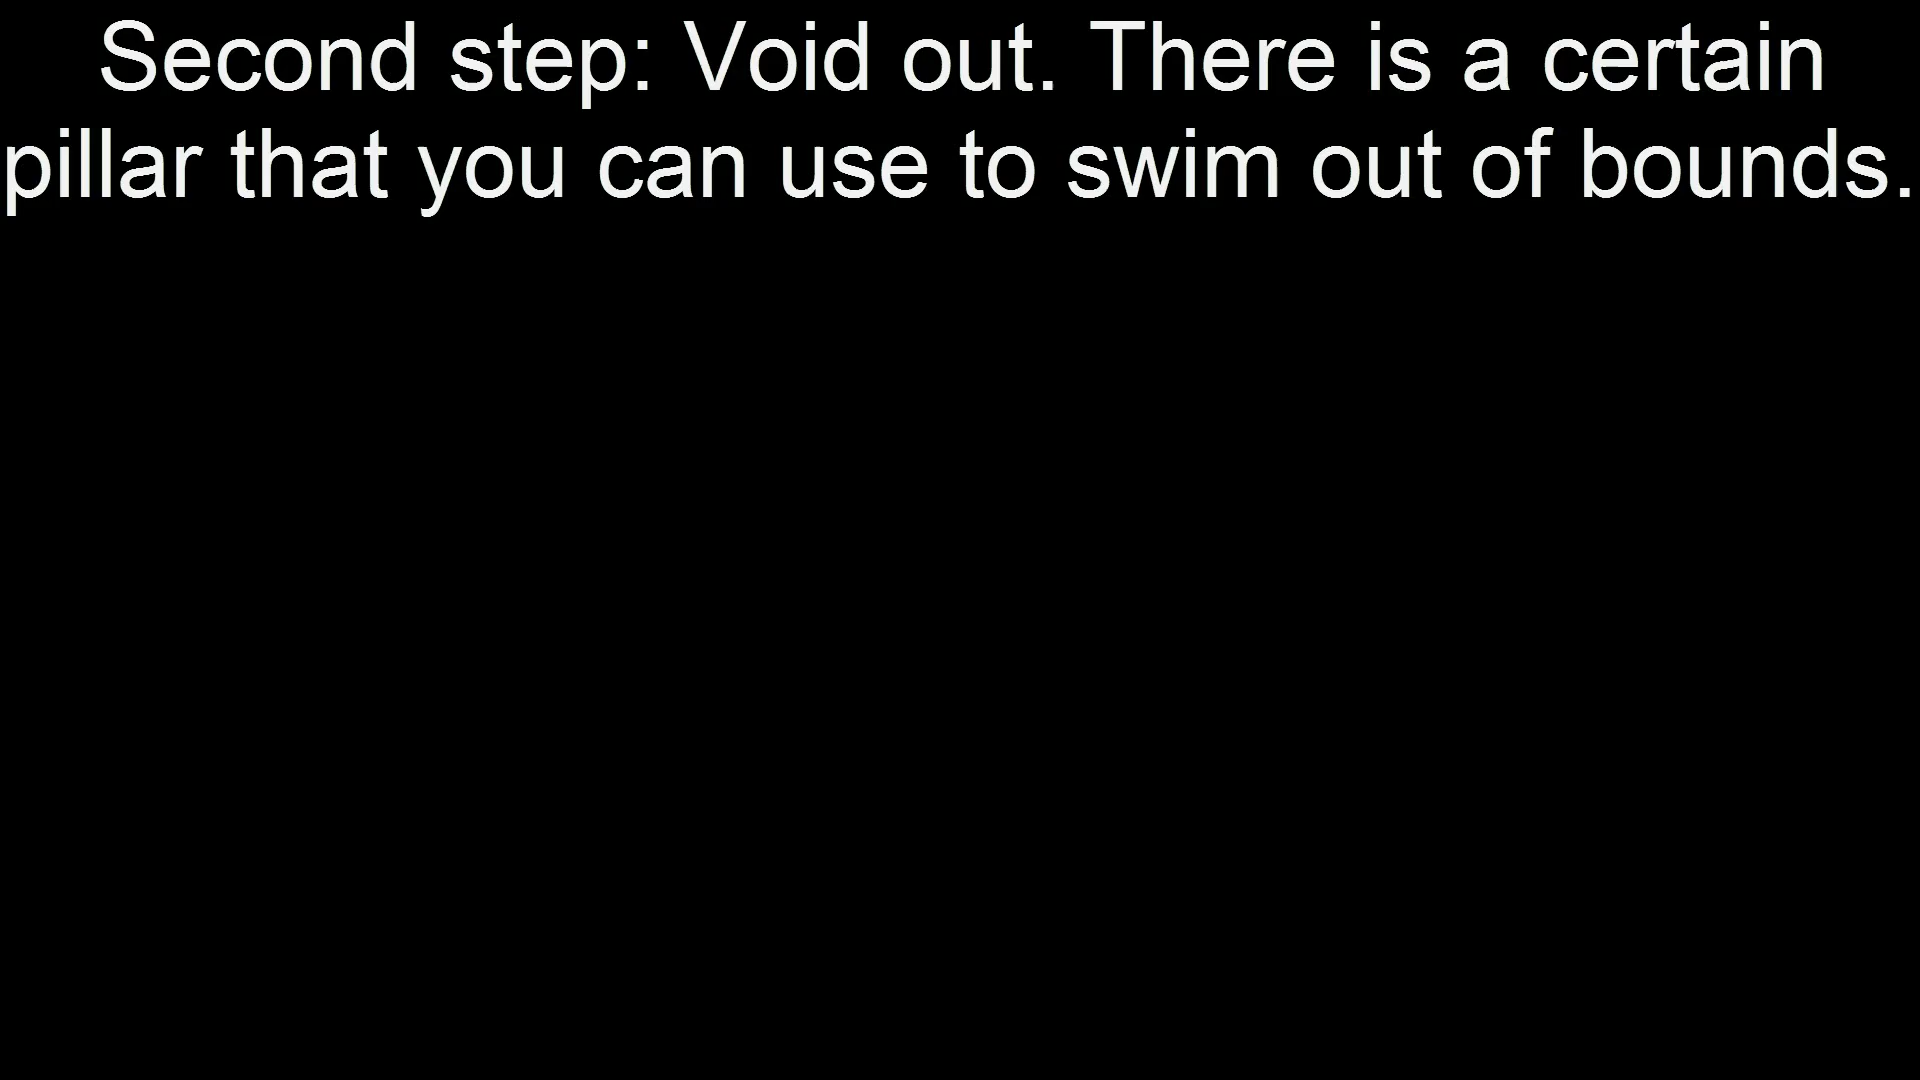 Second step: Void out. There is a certain
pillar that you can use to swim out of bounds.